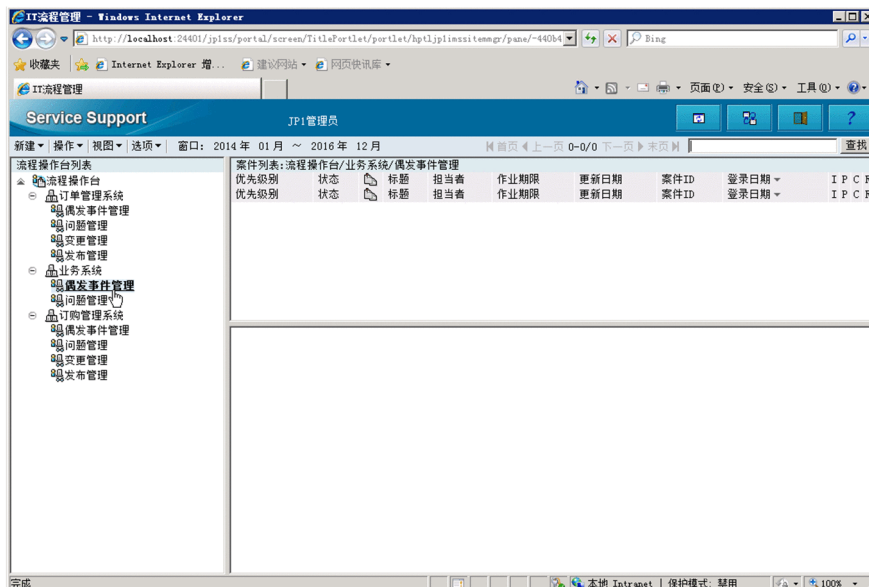 IT流程管理 - Windows Internet Explorer
http://localhost:24401/jp1ss/portal/screen/TitlePortlet/portlet/hptljp1imssitemmgr/pane/-440b4
Bing
收藏夹 Internet Explorer 增... 建议网站 网页快讯库
IT流程管理
页面(P) 安全(S) 工具(O)
Service Support JP1管理员
新建 操作 视图 选项 窗口: 2014 年 01 月 ~ 2016 年 12 月 首页 上一页 0-0/0 下一页 末页 查找
流程操作台列表
流程操作台
订单管理系统
偶发事件管理
问题管理
变更管理
发布管理
业务系统
偶发事件管理
问题管理
订购管理系统
偶发事件管理
问题管理
变更管理
发布管理
案件列表:流程操作台/业务系统/偶发事件管理
优先级别 状态 标题 担当者 作业期限 更新日期 案件ID 登录日期 I P C R
优先级别 状态 标题 担当者 作业期限 更新日期 案件ID 登录日期 I P C R
完成 本地 Intranet | 保护模式: 禁用 100%